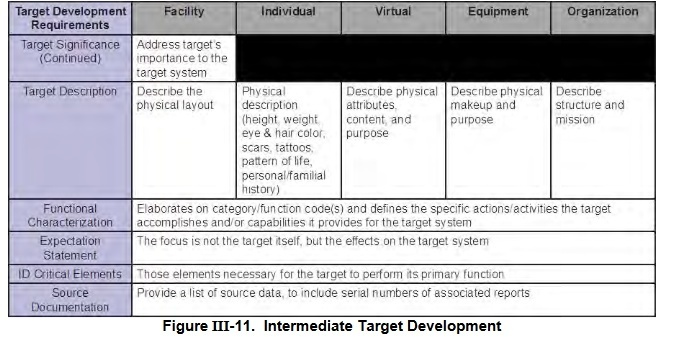 Target Development Requirements Facility Individual Virtual Equipment Organization
Target Significance (Continued) Address target's importance to the target system
Target Description Describe the physical layout Physical description (height, weight, eye & hair color, scars, tattoos, pattern of life, personal/familial history) Describe physical attributes, content, and purpose Describe physical makeup and purpose Describe structure and mission
Functional Characterization Elaborates on category/function code(s) and defines the specific actions/activities the target accomplishes and/or capabilities it provides for the target system
Expectation Statement The focus is not the target itself, but the effects on the target system
ID Critical Elements Those elements necessary for the target to perform its primary function
Source Documentation Provide a list of source data, to include serial numbers of associated reports
Figure III-11. Intermediate Target Development